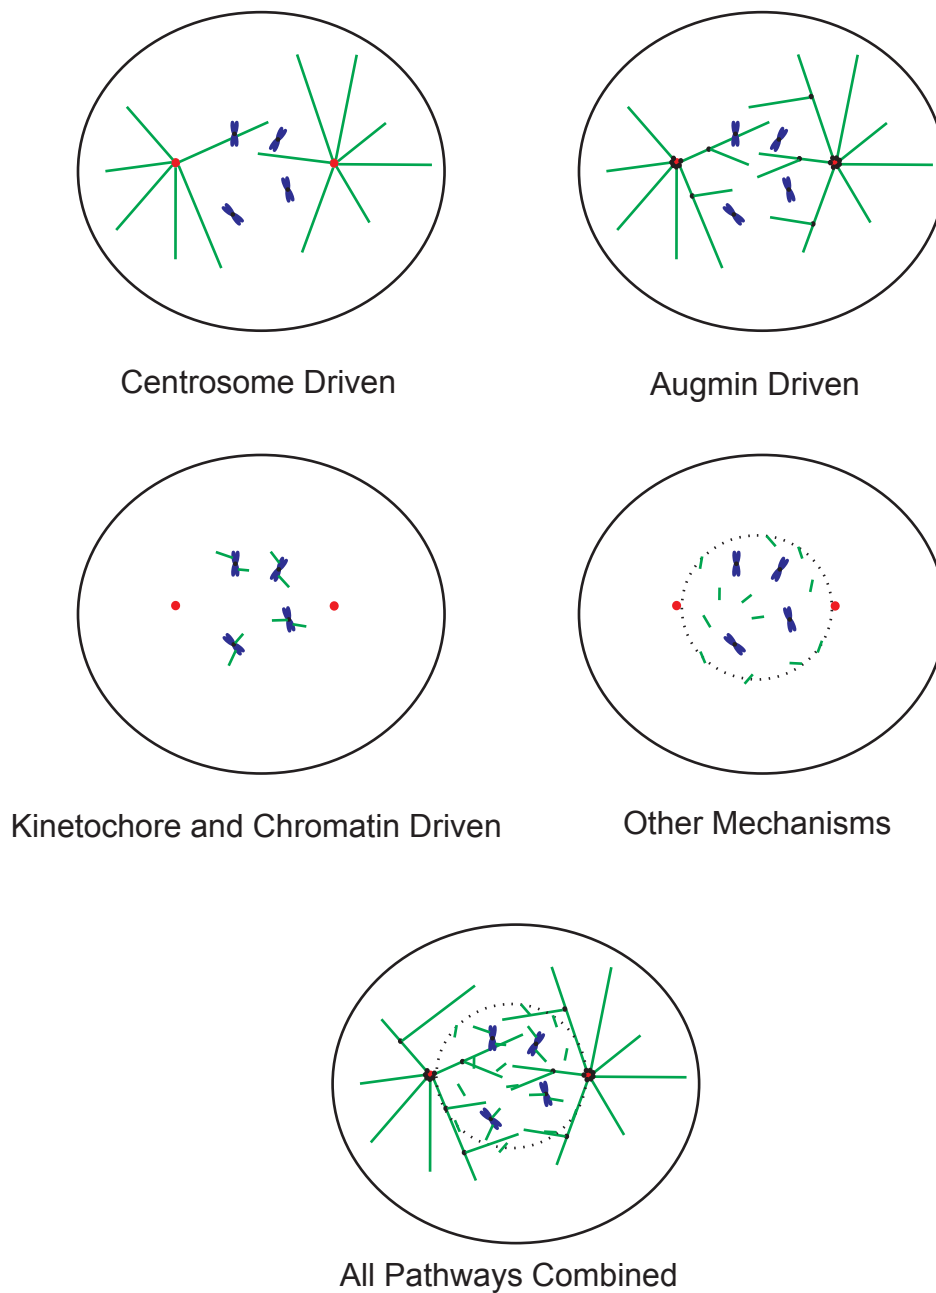 Centrosome Driven
Augmin Driven
Kinetochore and Chromatin Driven
Other Mechanisms
All Pathways Combined